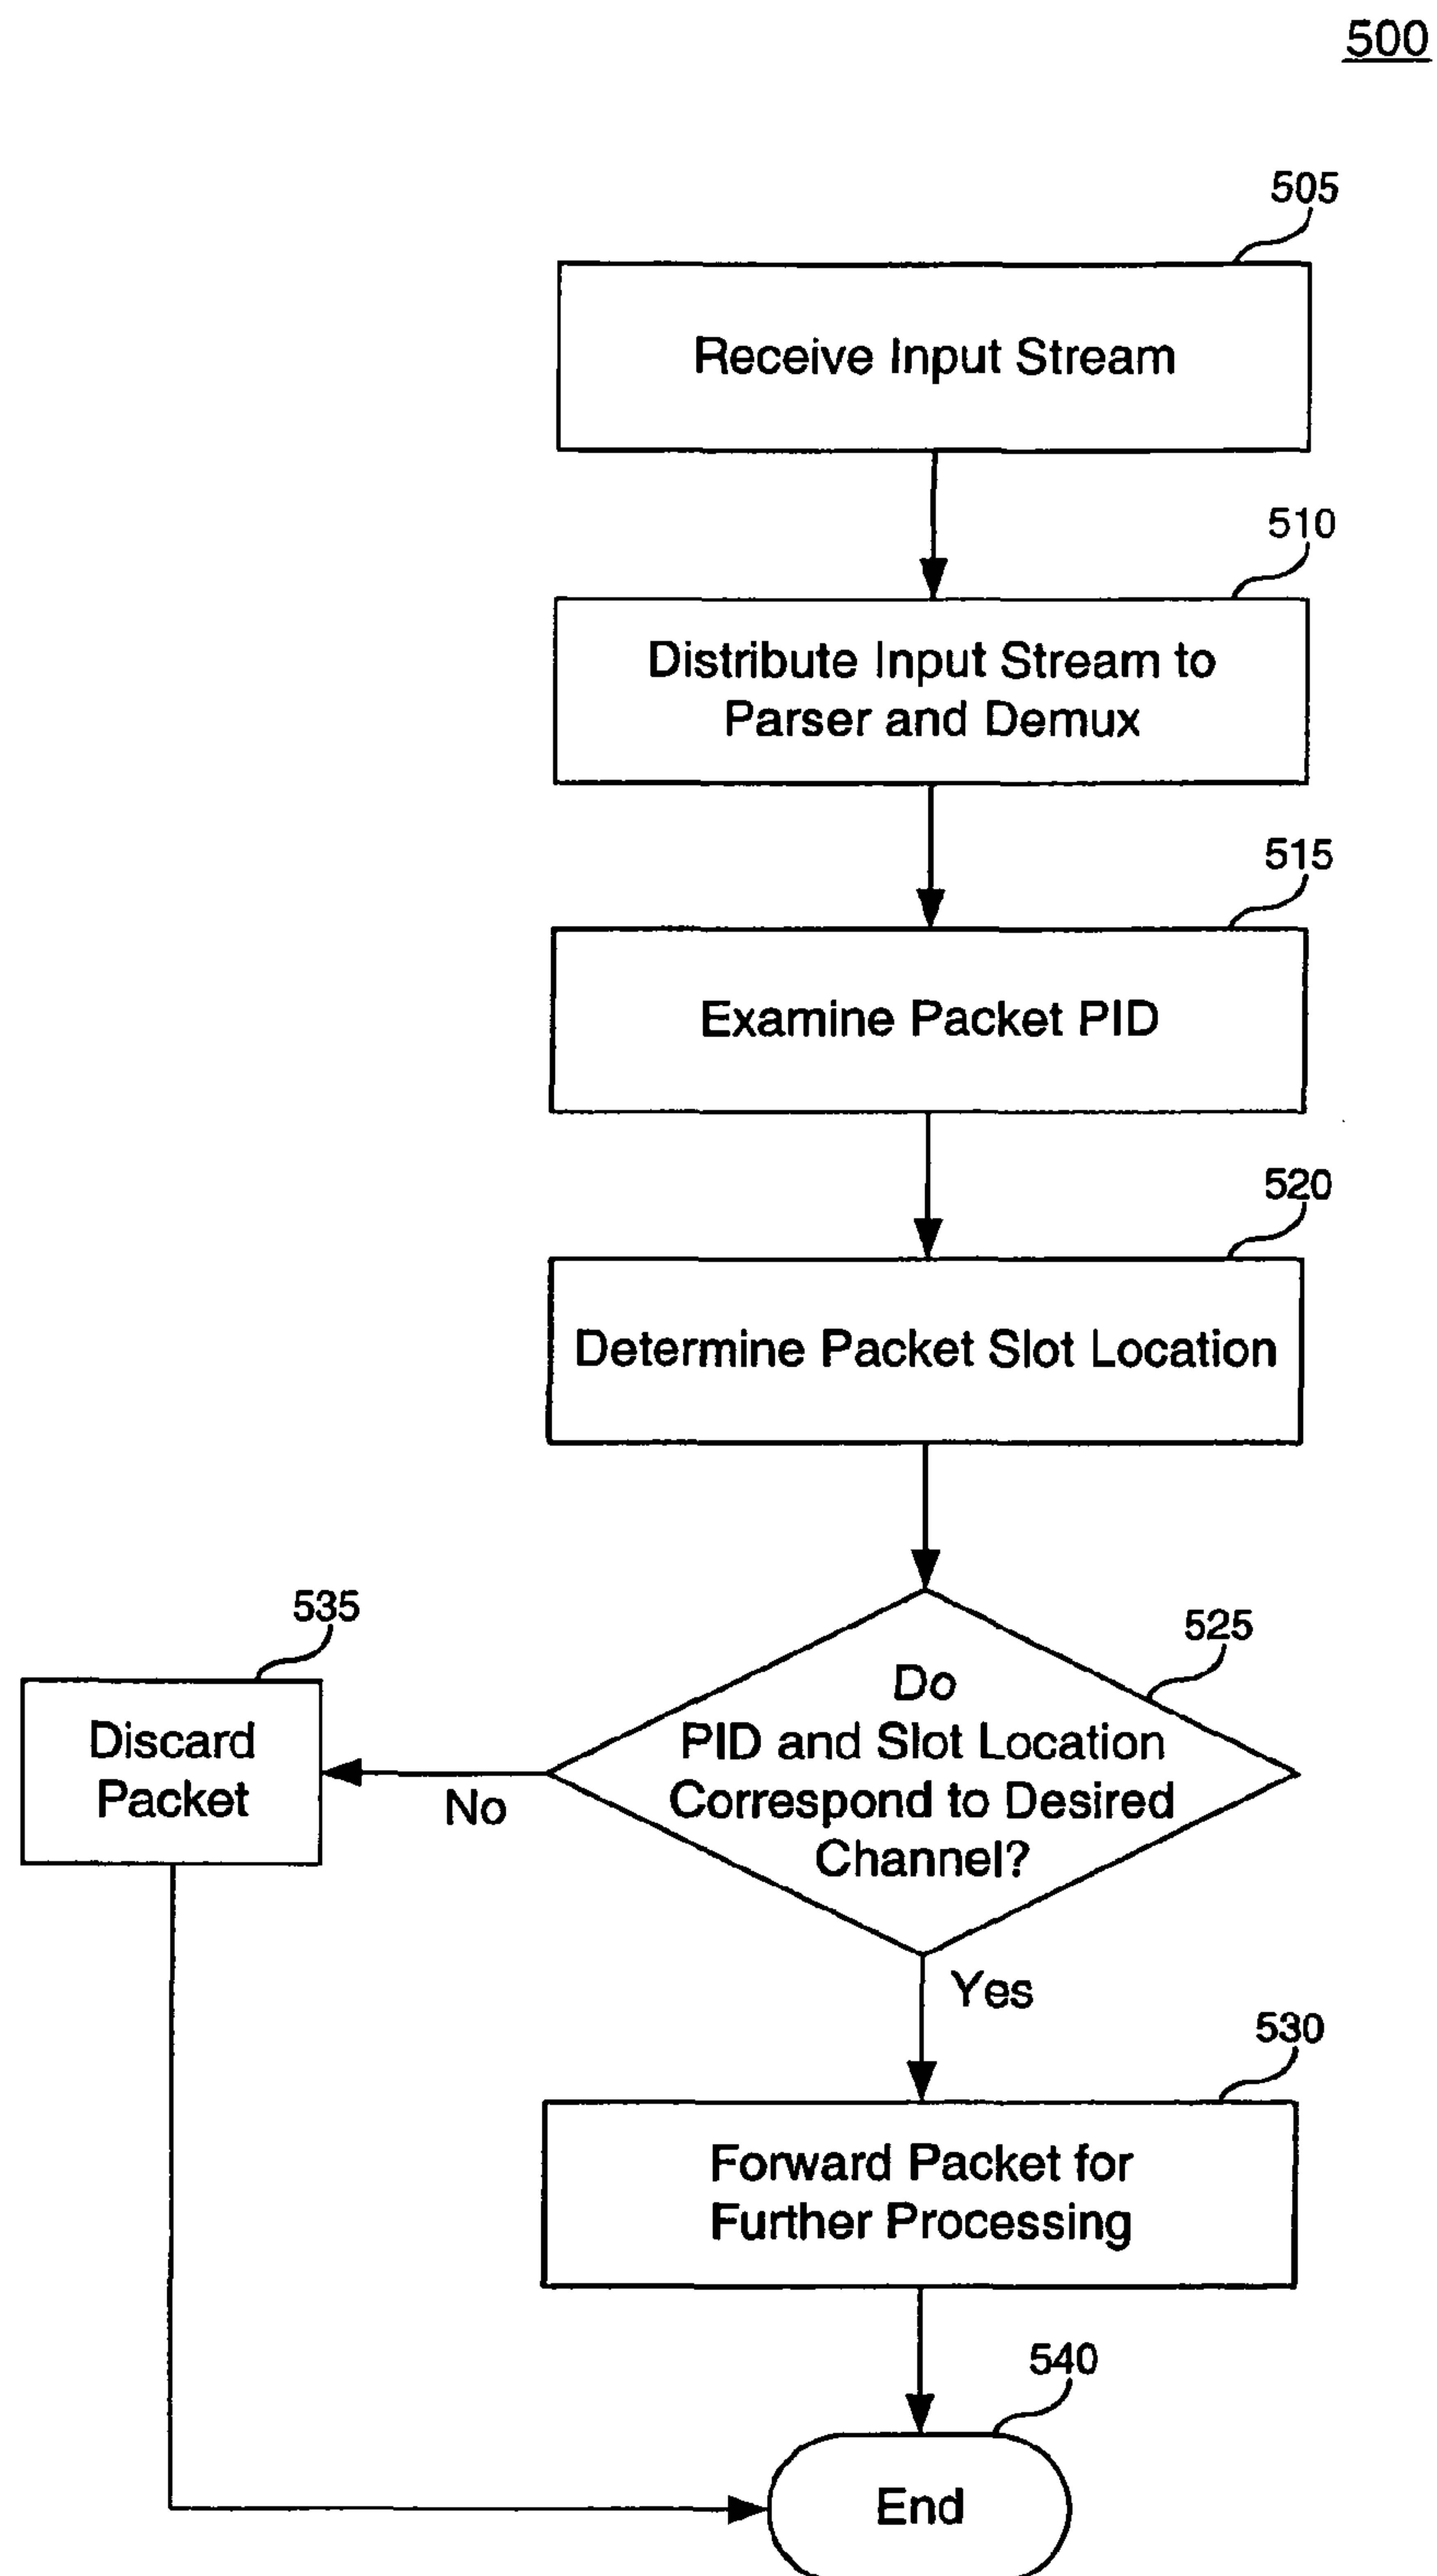 500
505
Receive Input Stream
510
Distribute Input Stream to
Parser and Demux
515
Examine Packet PID
520
Determine Packet Slot Location
535
525
Discard
Packet
Do
PID and Slot Location
Correspond to Desired
Channel?
No
Yes
530
Forward Packet for
Further Processing
540
End